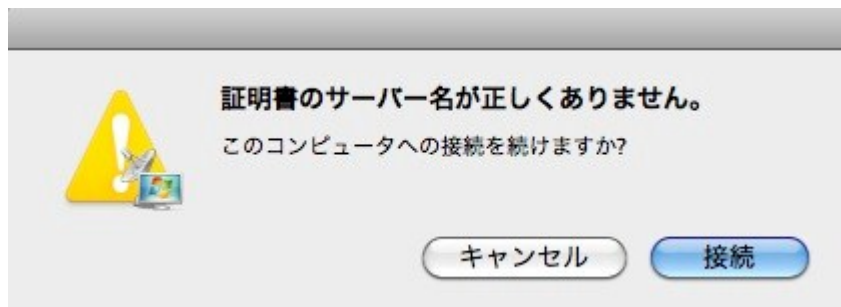 証明書のサーバー名が正しくありません。
このコンピュータへの接続を続けますか?
キャンセル
接続